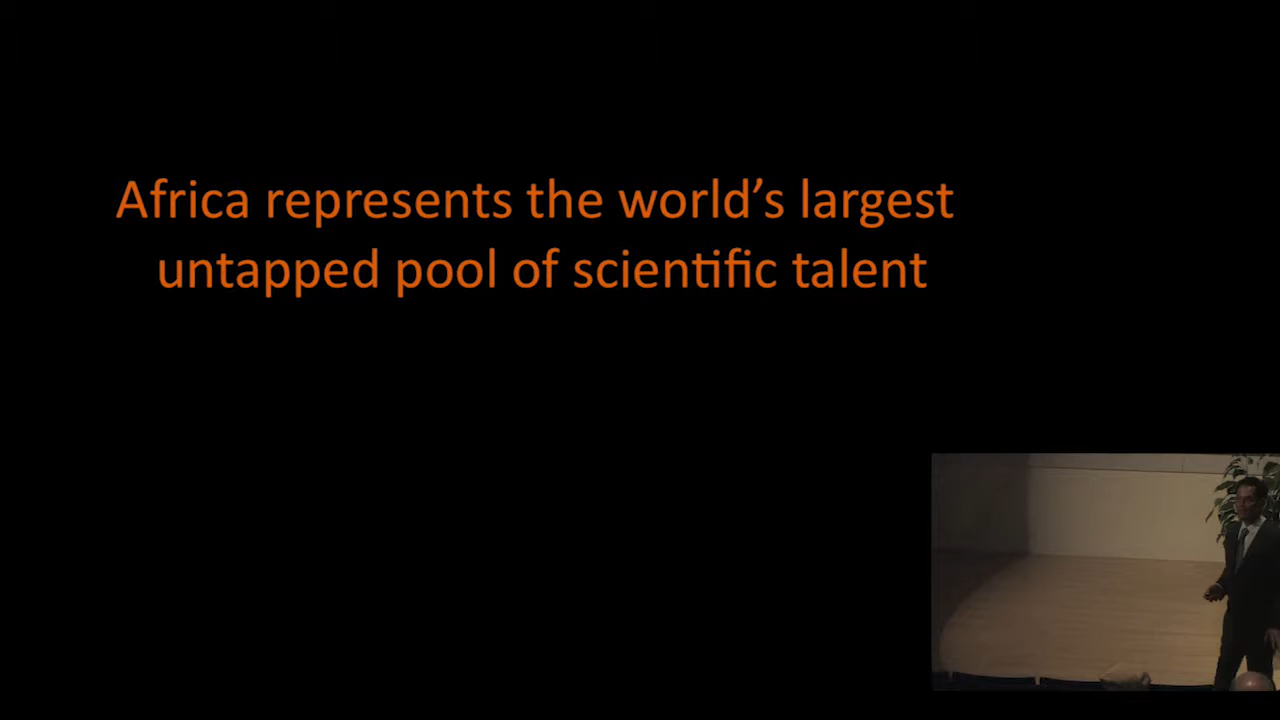 Africa represents the world’s largest
untapped pool of scientific talent